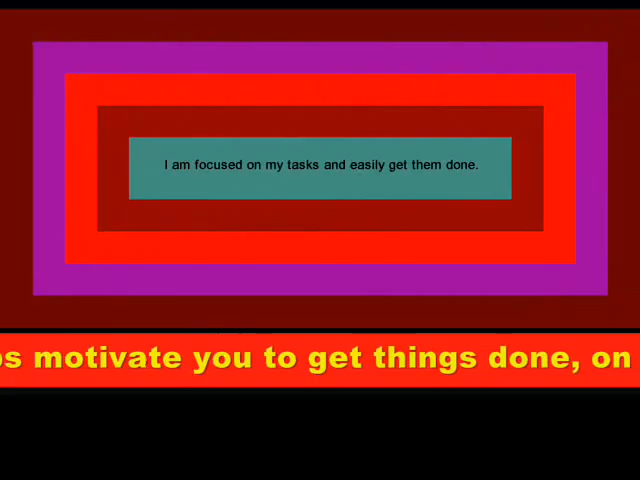 I am focused on my tasks and easily get them done.
motivate you to get things done, on